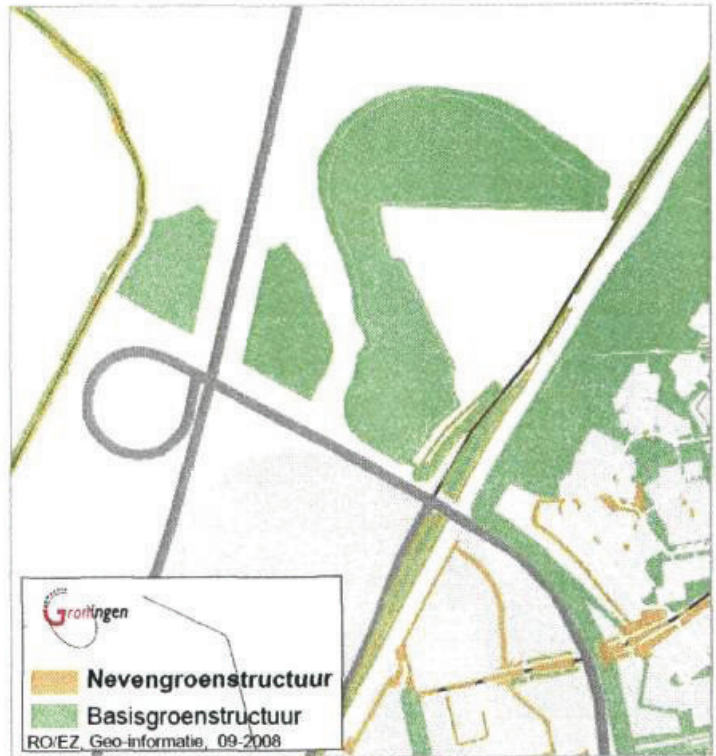 Groningen
Nevengroenstructuur
Basisgroenstructuur
RO/EZ, Geo-informatie, 09-2008